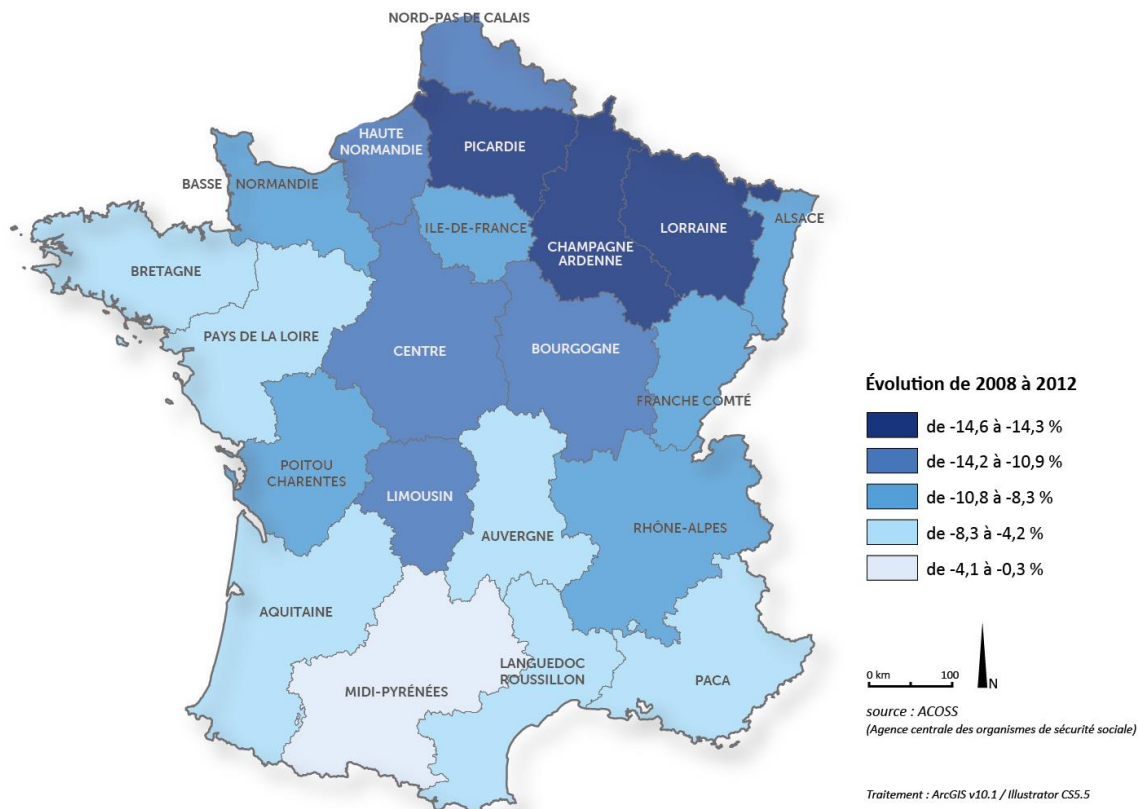 NORD-PAS DE CALAIS
HAUTE
NORMANDIE
PICARDIE
BASSE NORMANDIE
ILE-DE-FRANCE
CHAMPAGNE
ARDENNE
LORRAINE
ALSACE
BRETAGNE
PAYS DE LA LOIRE
CENTRE
BOURGOGNE
FRANCHE COMTÉ
POITOU
CHARENTES
LIMOUSIN
AUVERGNE
RHÔNE-ALPES
AQUITAINE
MIDI-PYRÉNÉES
LANGUEDOC
ROUSSILLON
PACA
Évolution de 2008 à 2012
de -14,6 à -14,3 %
de -14,2 à -10,9 %
de -10,8 à -8,3 %
de -8,3 à -4,2 %
de -4,1 à -0,3 %
0 km 100
N
source : ACOSS
(Agence centrale des organismes de sécurité sociale)
Traitement : ArcGIS v10.1 / Illustrator CS5.5